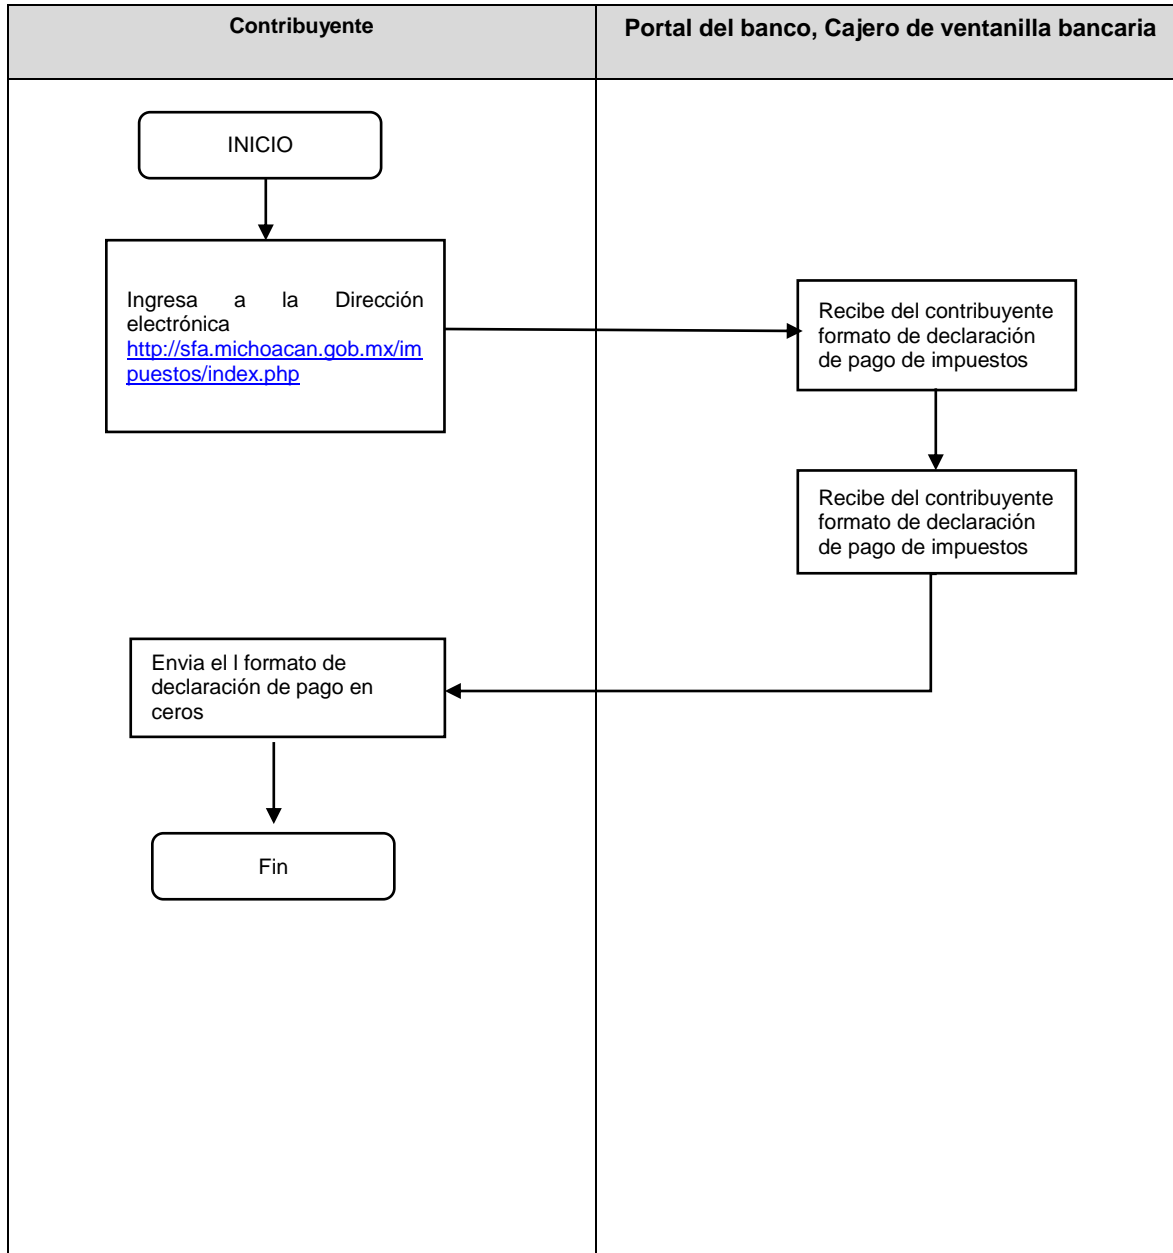 Contribuyente
Portal del banco, Cajero de ventanilla bancaria
INICIO
Ingresa a la Dirección
electrónica
http://sfa.michoacan.gob.mx/im
puestos/index.php
Recibe del contribuyente
formato de declaración
de pago de impuestos
Recibe del contribuyente
formato de declaración
de pago de impuestos
Envia el l formato de
declaración de pago en
ceros
Fin